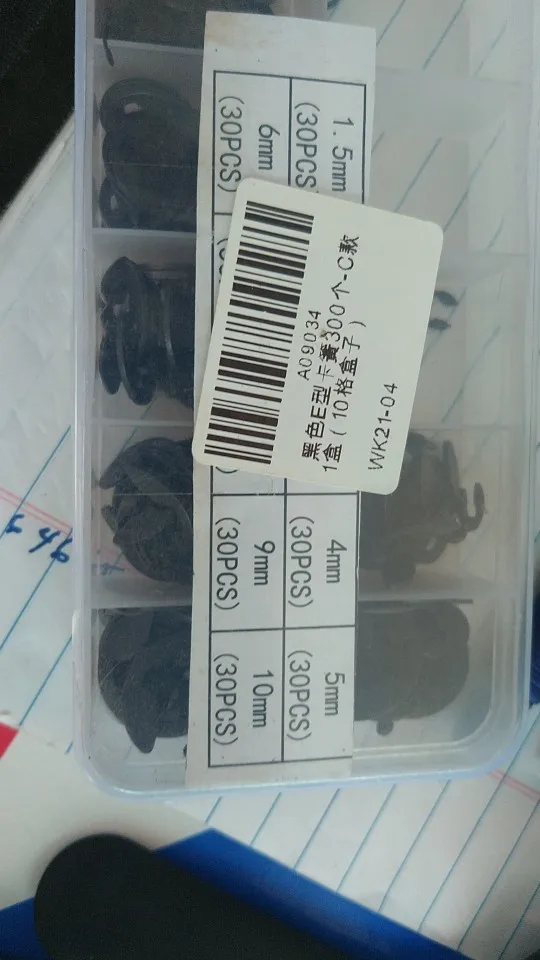 1.5mm
(30PCS
4mm
(30PCS)
5mm
(30PCS)
6mm
(30PCS)
9mm
(30PCS)
10mm
(30PCS)
A09034
黑色E型卡簧300个-C款
1盒(10格盒子)
WK21-04